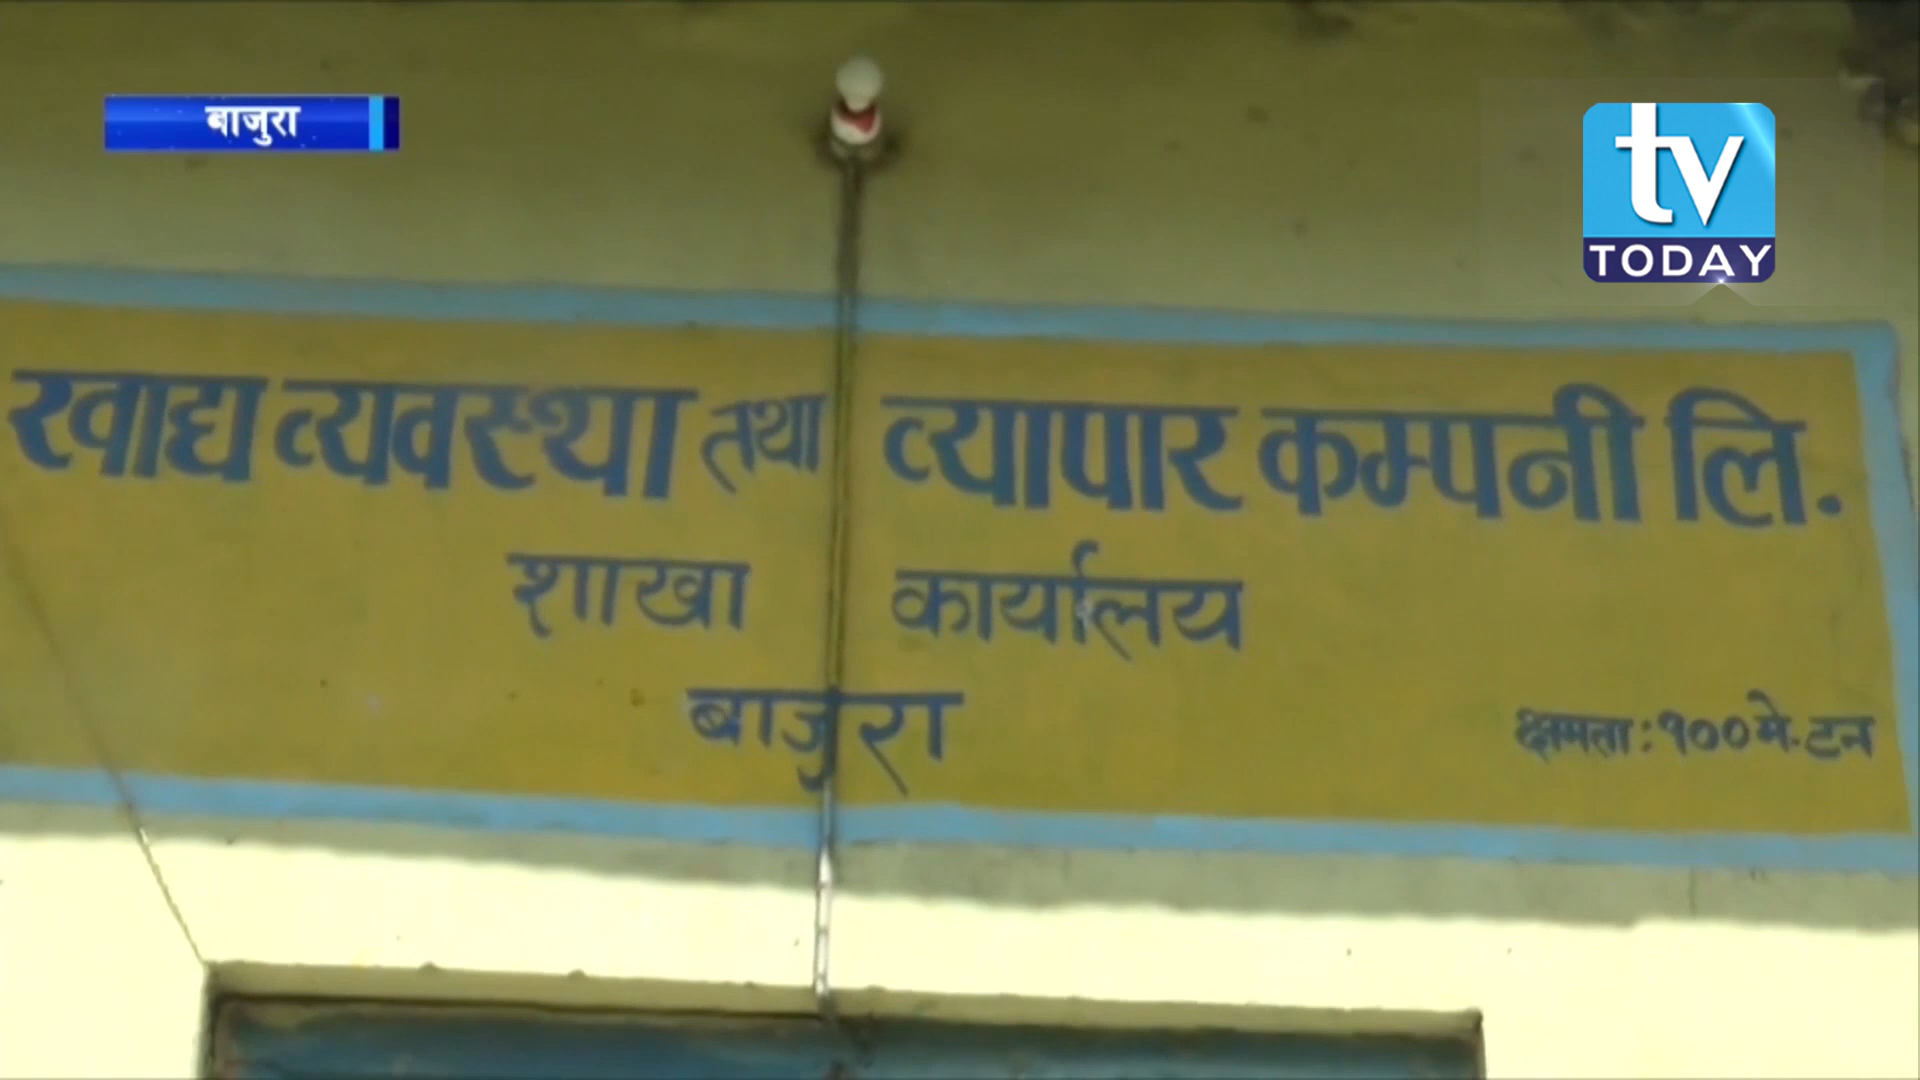 बाजुरा
tv
TODAY
खाद्य व्यवस्था तथा व्यापार कम्पनी लि.
शाखा कार्यालय
बाजुरा
क्षमता: १०० मे. टन